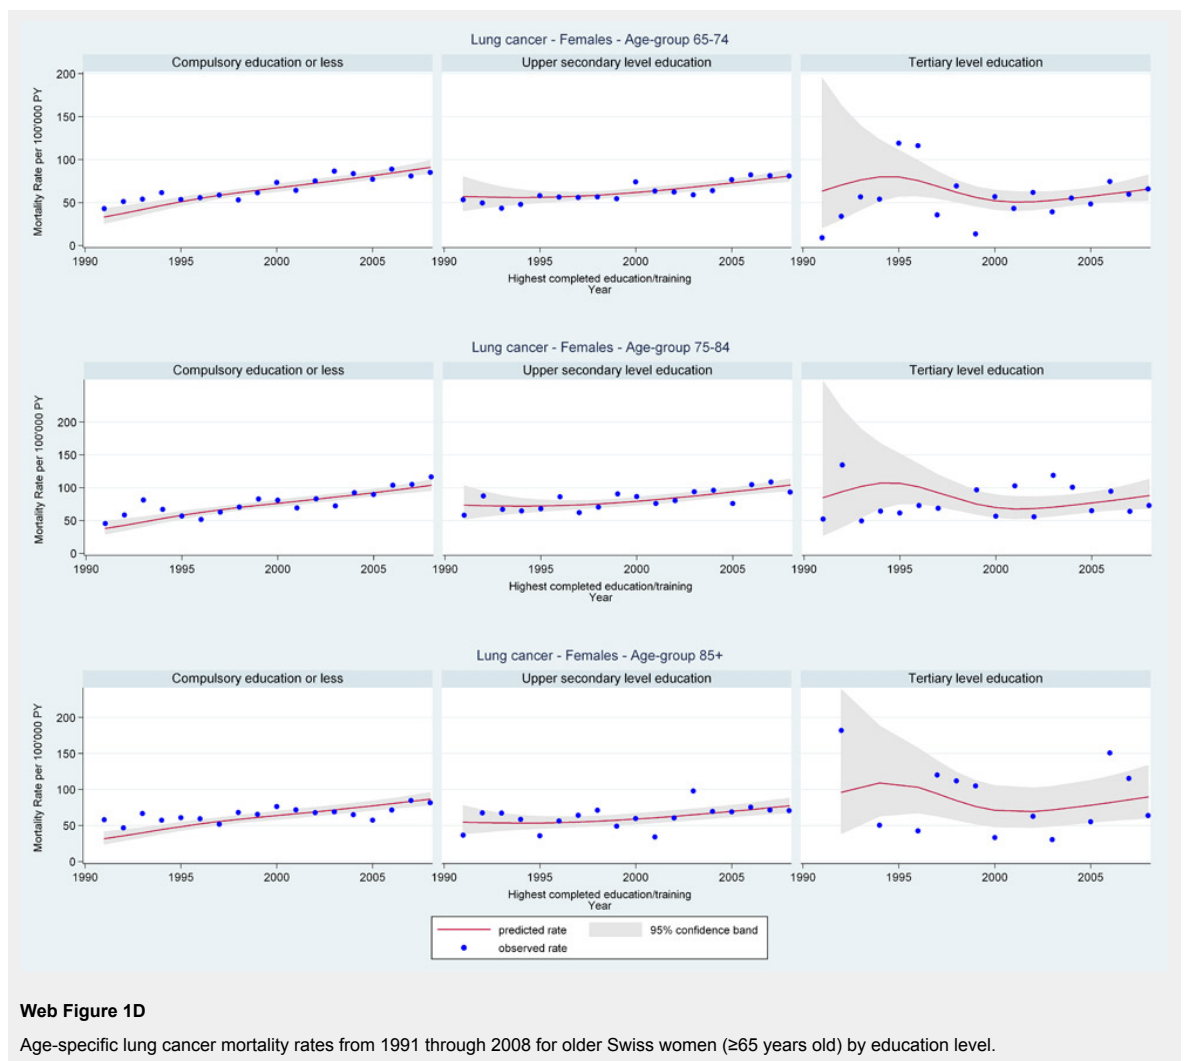 Lung cancer - Females - Age-group 65-74
Compulsory education or less
Upper secondary level education
Tertiary level education
Mortality Rate per 100'000 PY
200
150
100
50
0
1990 1995 2000 2005
1990 1995 2000 2005
1990 1995 2000 2005
Highest completed education/training
Year
Lung cancer - Females - Age-group 75-84
Compulsory education or less
Upper secondary level education
Tertiary level education
Mortality Rate per 100'000 PY
200
150
100
50
0
1990 1995 2000 2005
1990 1995 2000 2005
1990 1995 2000 2005
Highest completed education/training
Year
Lung cancer - Females - Age-group 85+
Compulsory education or less
Upper secondary level education
Tertiary level education
Mortality Rate per 100'000 PY
200
150
100
50
0
1990 1995 2000 2005
1990 1995 2000 2005
1990 1995 2000 2005
Highest completed education/training
Year
predicted rate
95% confidence band
observed rate
Web Figure 1D
Age-specific lung cancer mortality rates from 1991 through 2008 for older Swiss women (≥65 years old) by education level.